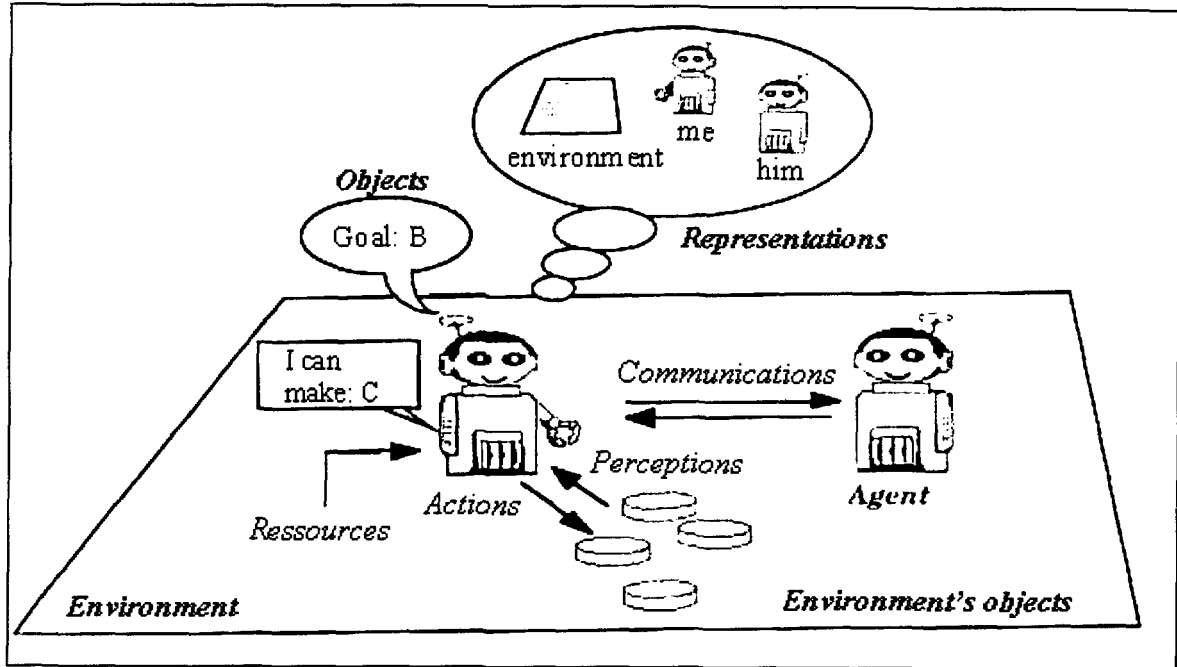 me
environment
him
Objects
Goal: B
Representations
I can
make: C
Communications
Perceptions
Agent
Actions
Ressources
Environment
Environment's objects